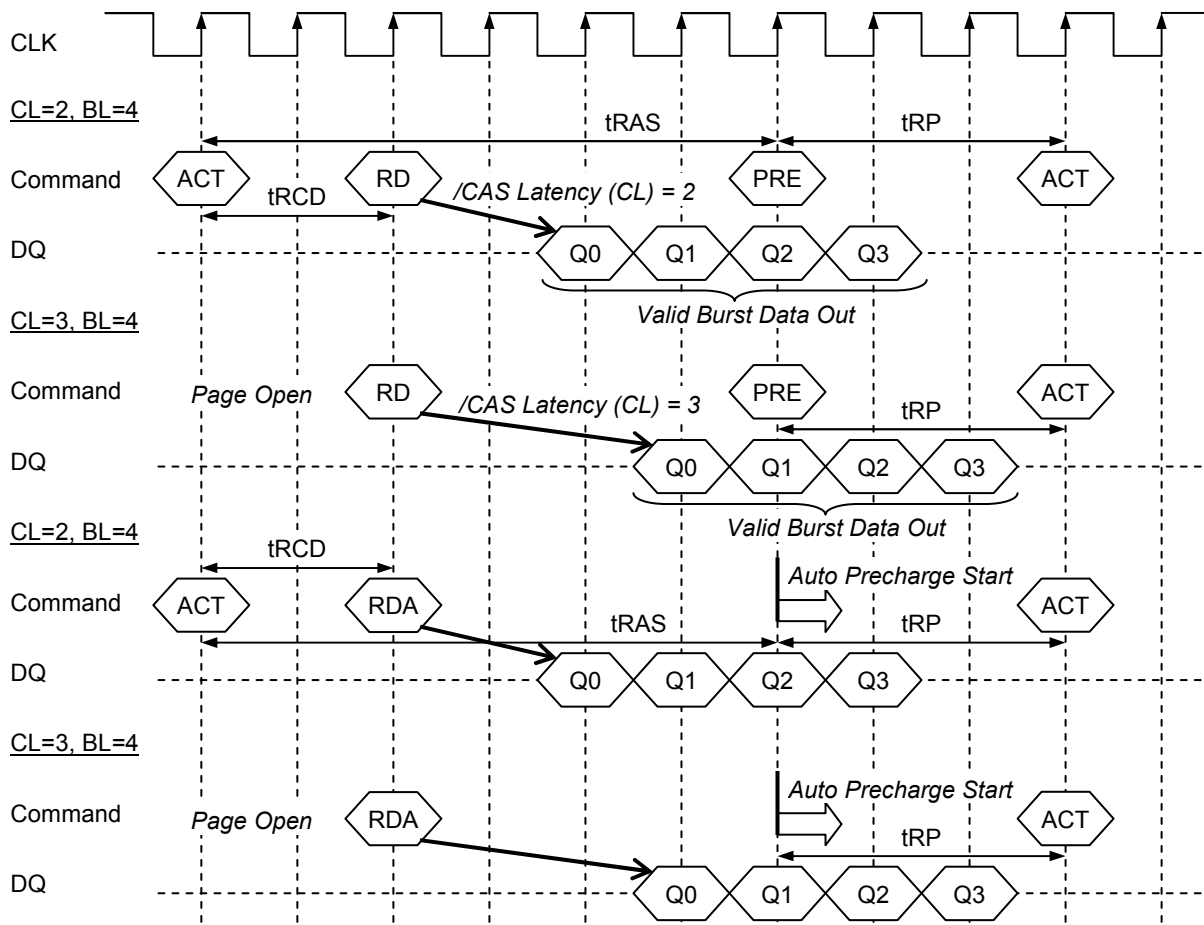 CLK
CL=2, BL=4
tRAS tRP
Command ACT RD PRE ACT
/CAS Latency (CL) = 2
tRCD
DQ Q0 Q1 Q2 Q3
Valid Burst Data Out
CL=3, BL=4
Command Page Open RD PRE ACT
/CAS Latency (CL) = 3
tRP
DQ Q0 Q1 Q2 Q3
Valid Burst Data Out
CL=2, BL=4
tRCD
Auto Precharge Start
Command ACT RDA ACT
tRAS tRP
DQ Q0 Q1 Q2 Q3
CL=3, BL=4
Auto Precharge Start
Command Page Open RDA ACT
tRP
DQ Q0 Q1 Q2 Q3